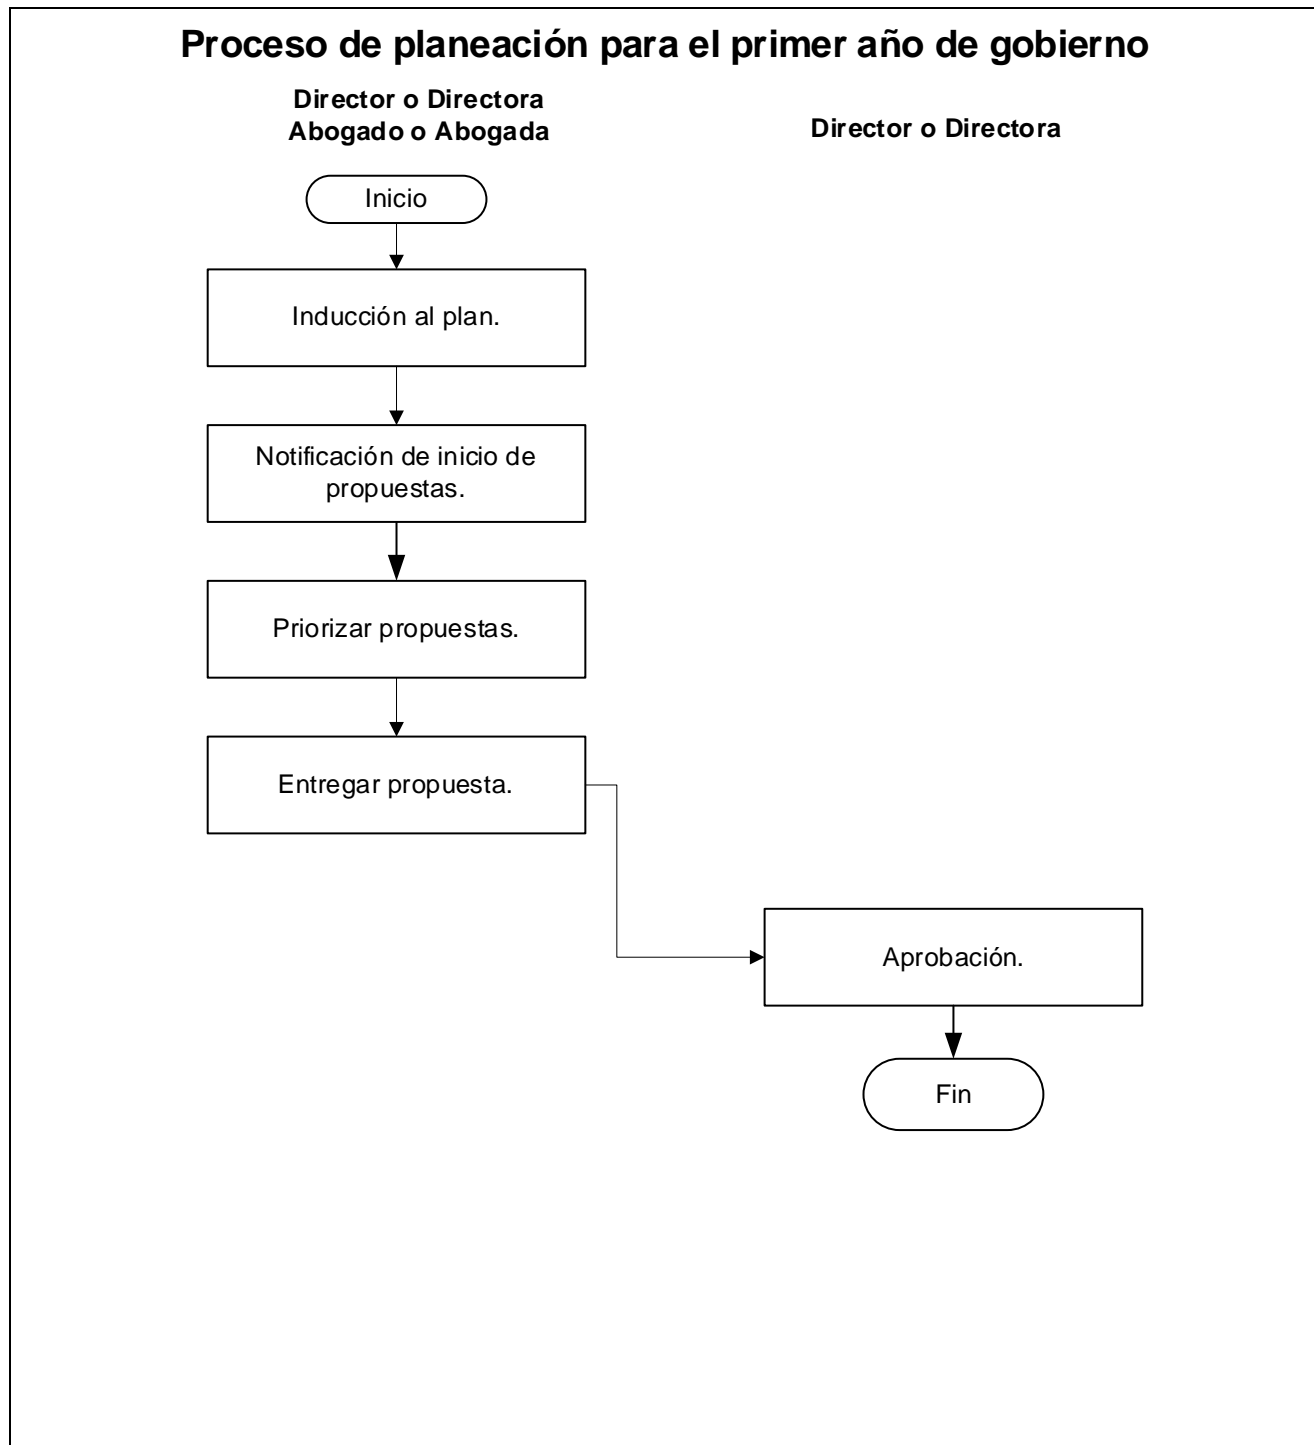 Proceso de planeación para el primer año de gobierno
Director o Directora
Abogado o Abogada
Director o Directora
Inicio
Inducción al plan.
Notificación de inicio de
propuestas.
Priorizar propuestas.
Entregar propuesta.
Aprobación.
Fin